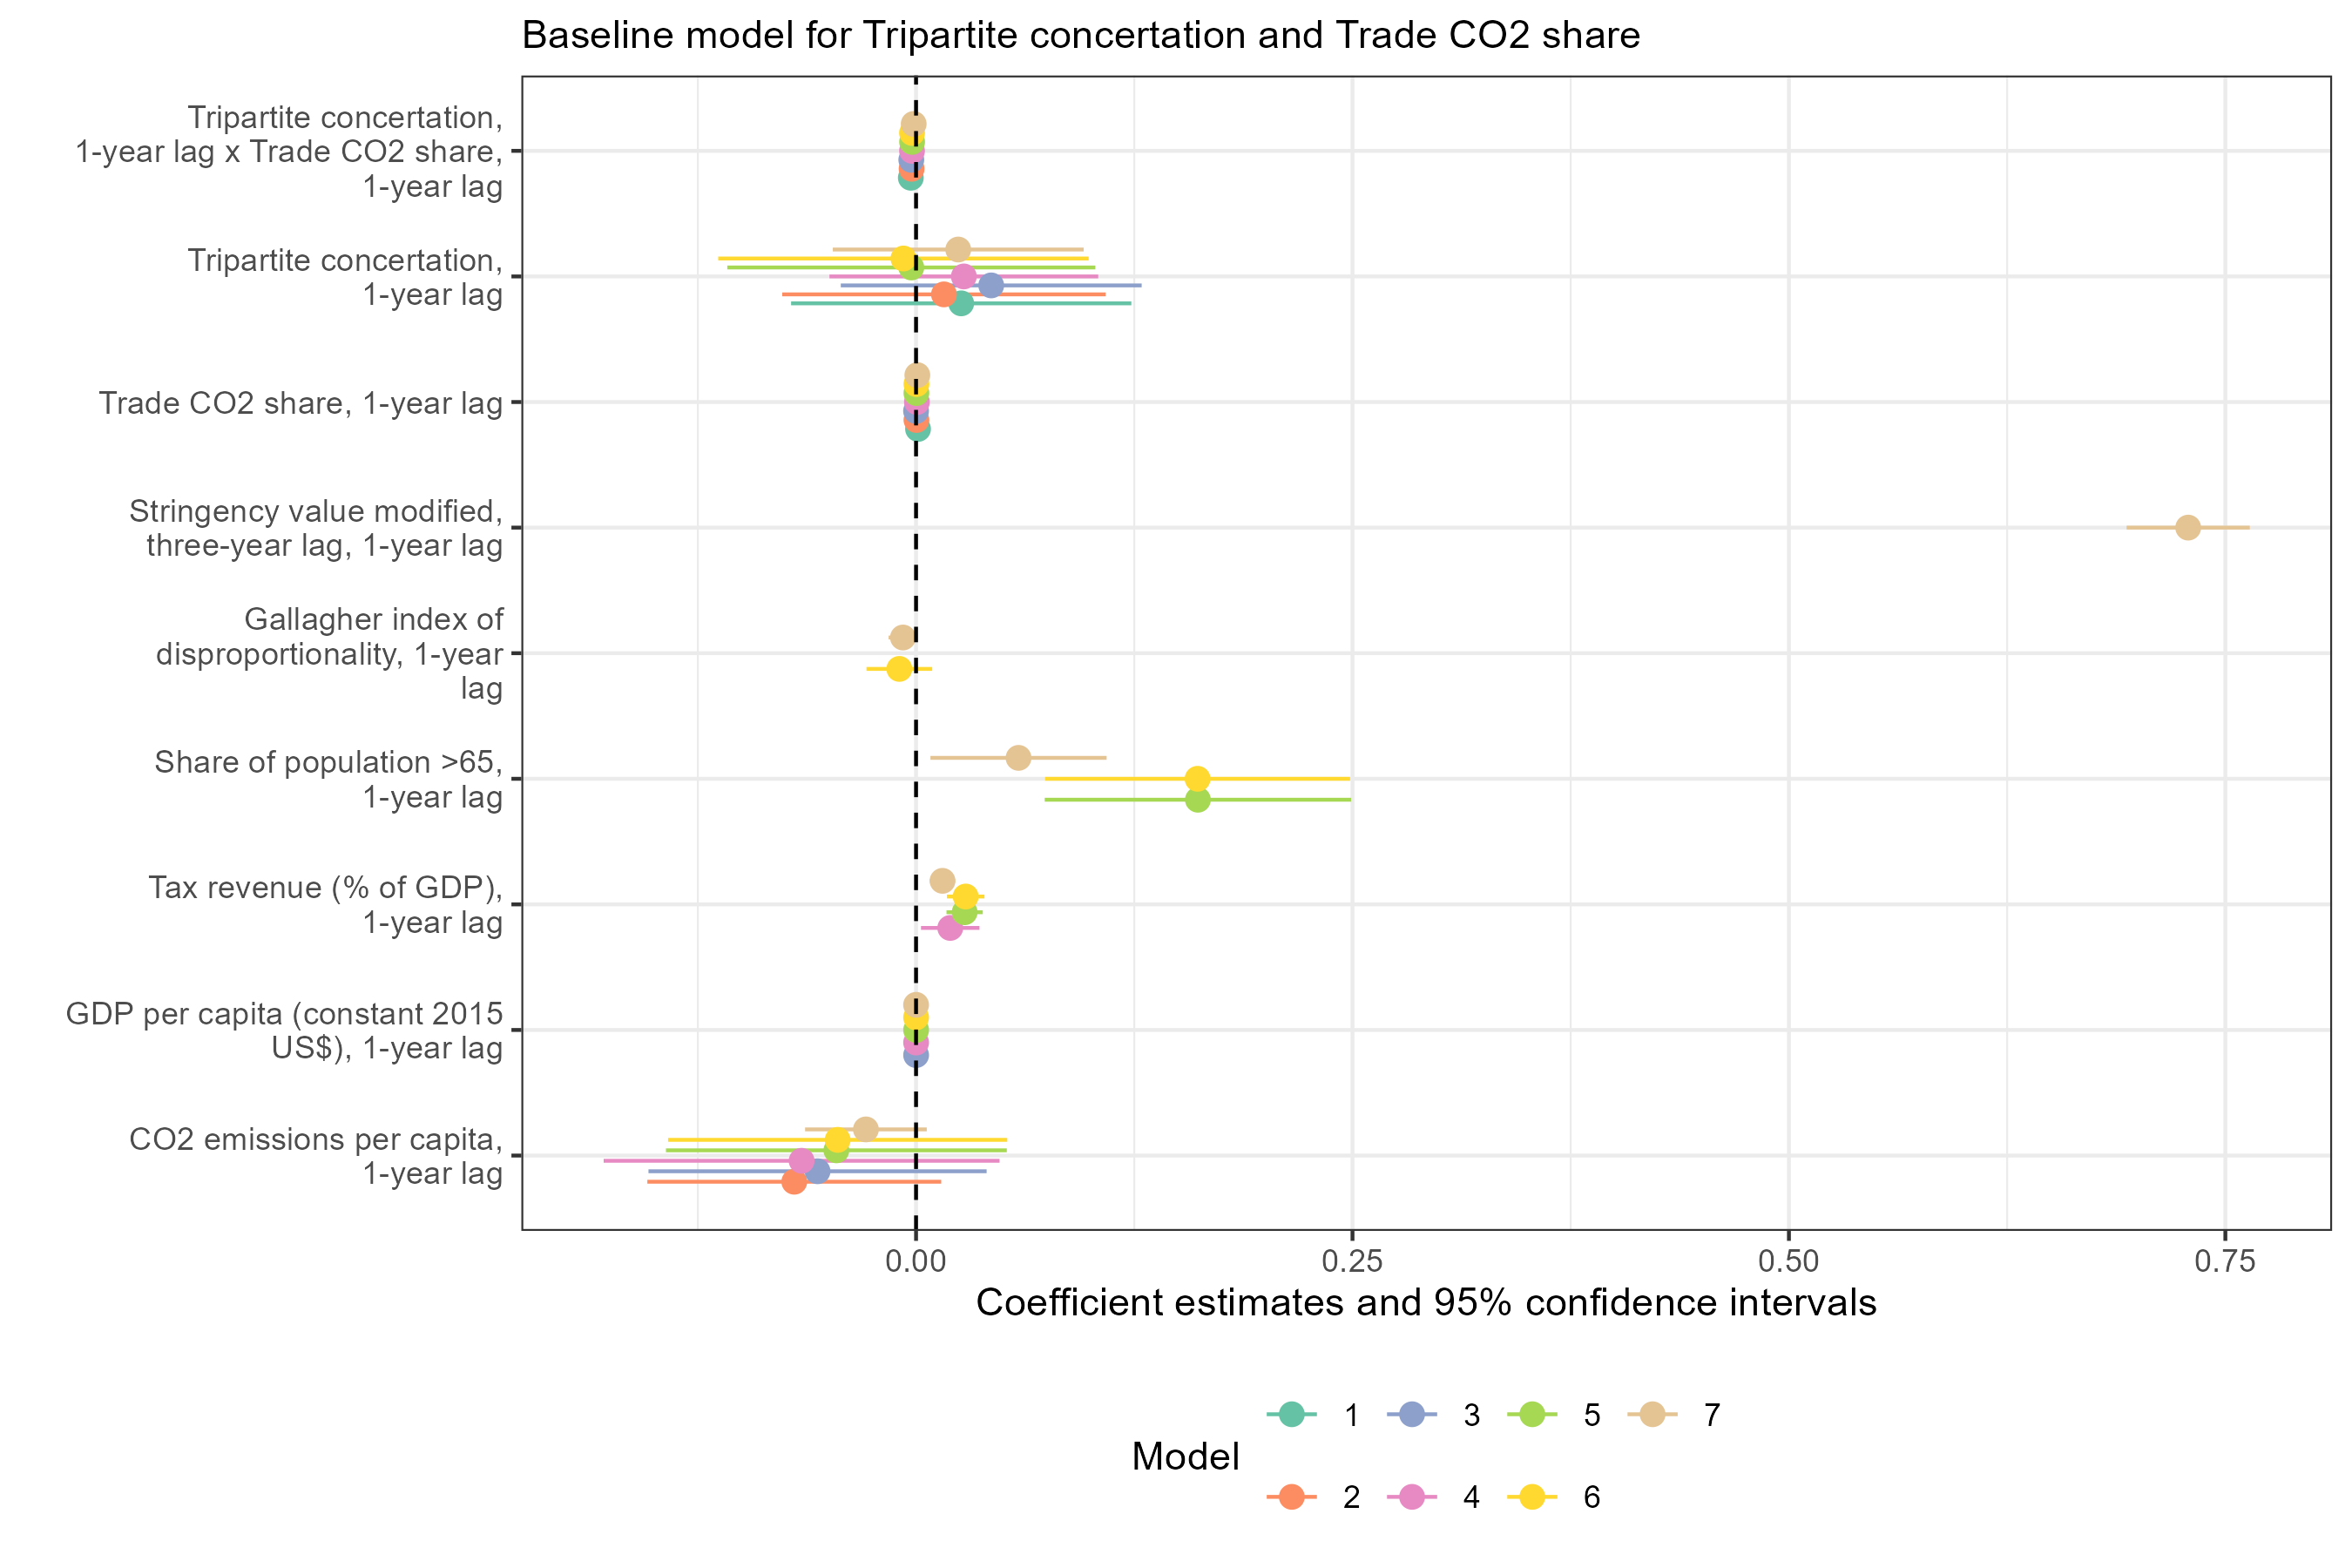 Baseline model for Tripartite concertation and Trade CO2 share
Tripartite concertation,
1-year lag x Trade CO2 share,
1-year lag
Tripartite concertation,
1-year lag
Trade CO2 share, 1-year lag
Stringency value modified,
three-year lag, 1-year lag
Gallagher index of
disproportionality, 1-year
lag
Share of population >65,
1-year lag
Tax revenue (% of GDP),
1-year lag
GDP per capita (constant 2015
US$), 1-year lag
CO2 emissions per capita,
1-year lag
0.00 0.25 0.50 0.75
Coefficient estimates and 95% confidence intervals
Model
1 3 5 7
2 4 6